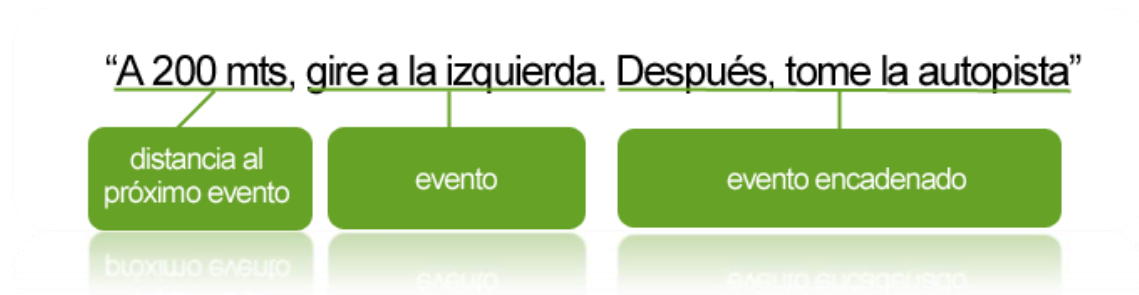 “A 200 mts, gire a la izquierda. Después, tome la autopista”
distancia al
próximo evento
evento
evento encadenado